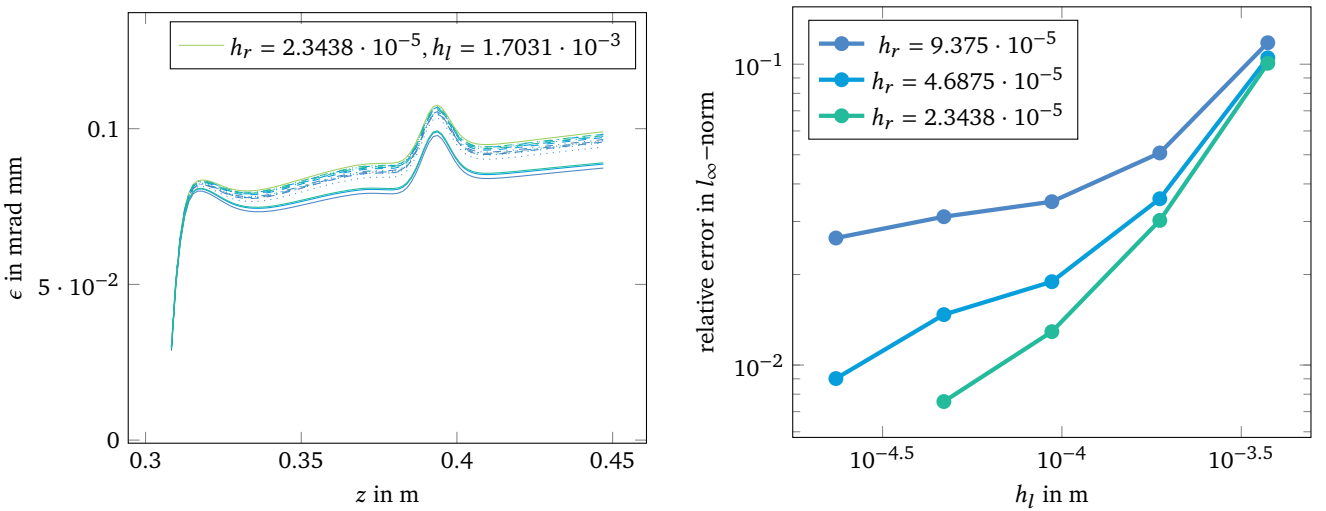 h_r = 2.3438 · 10^−5, h_l = 1.7031 · 10^−3
0.1
5 · 10^−2
0
ϵ in mrad mm
0.3
0.35
0.4
0.45
z in m
h_r = 9.375 · 10^−5
h_r = 4.6875 · 10^−5
h_r = 2.3438 · 10^−5
10^−1
10^−2
relative error in l_∞–norm
10^−4.5
10^−4
10^−3.5
h_l in m